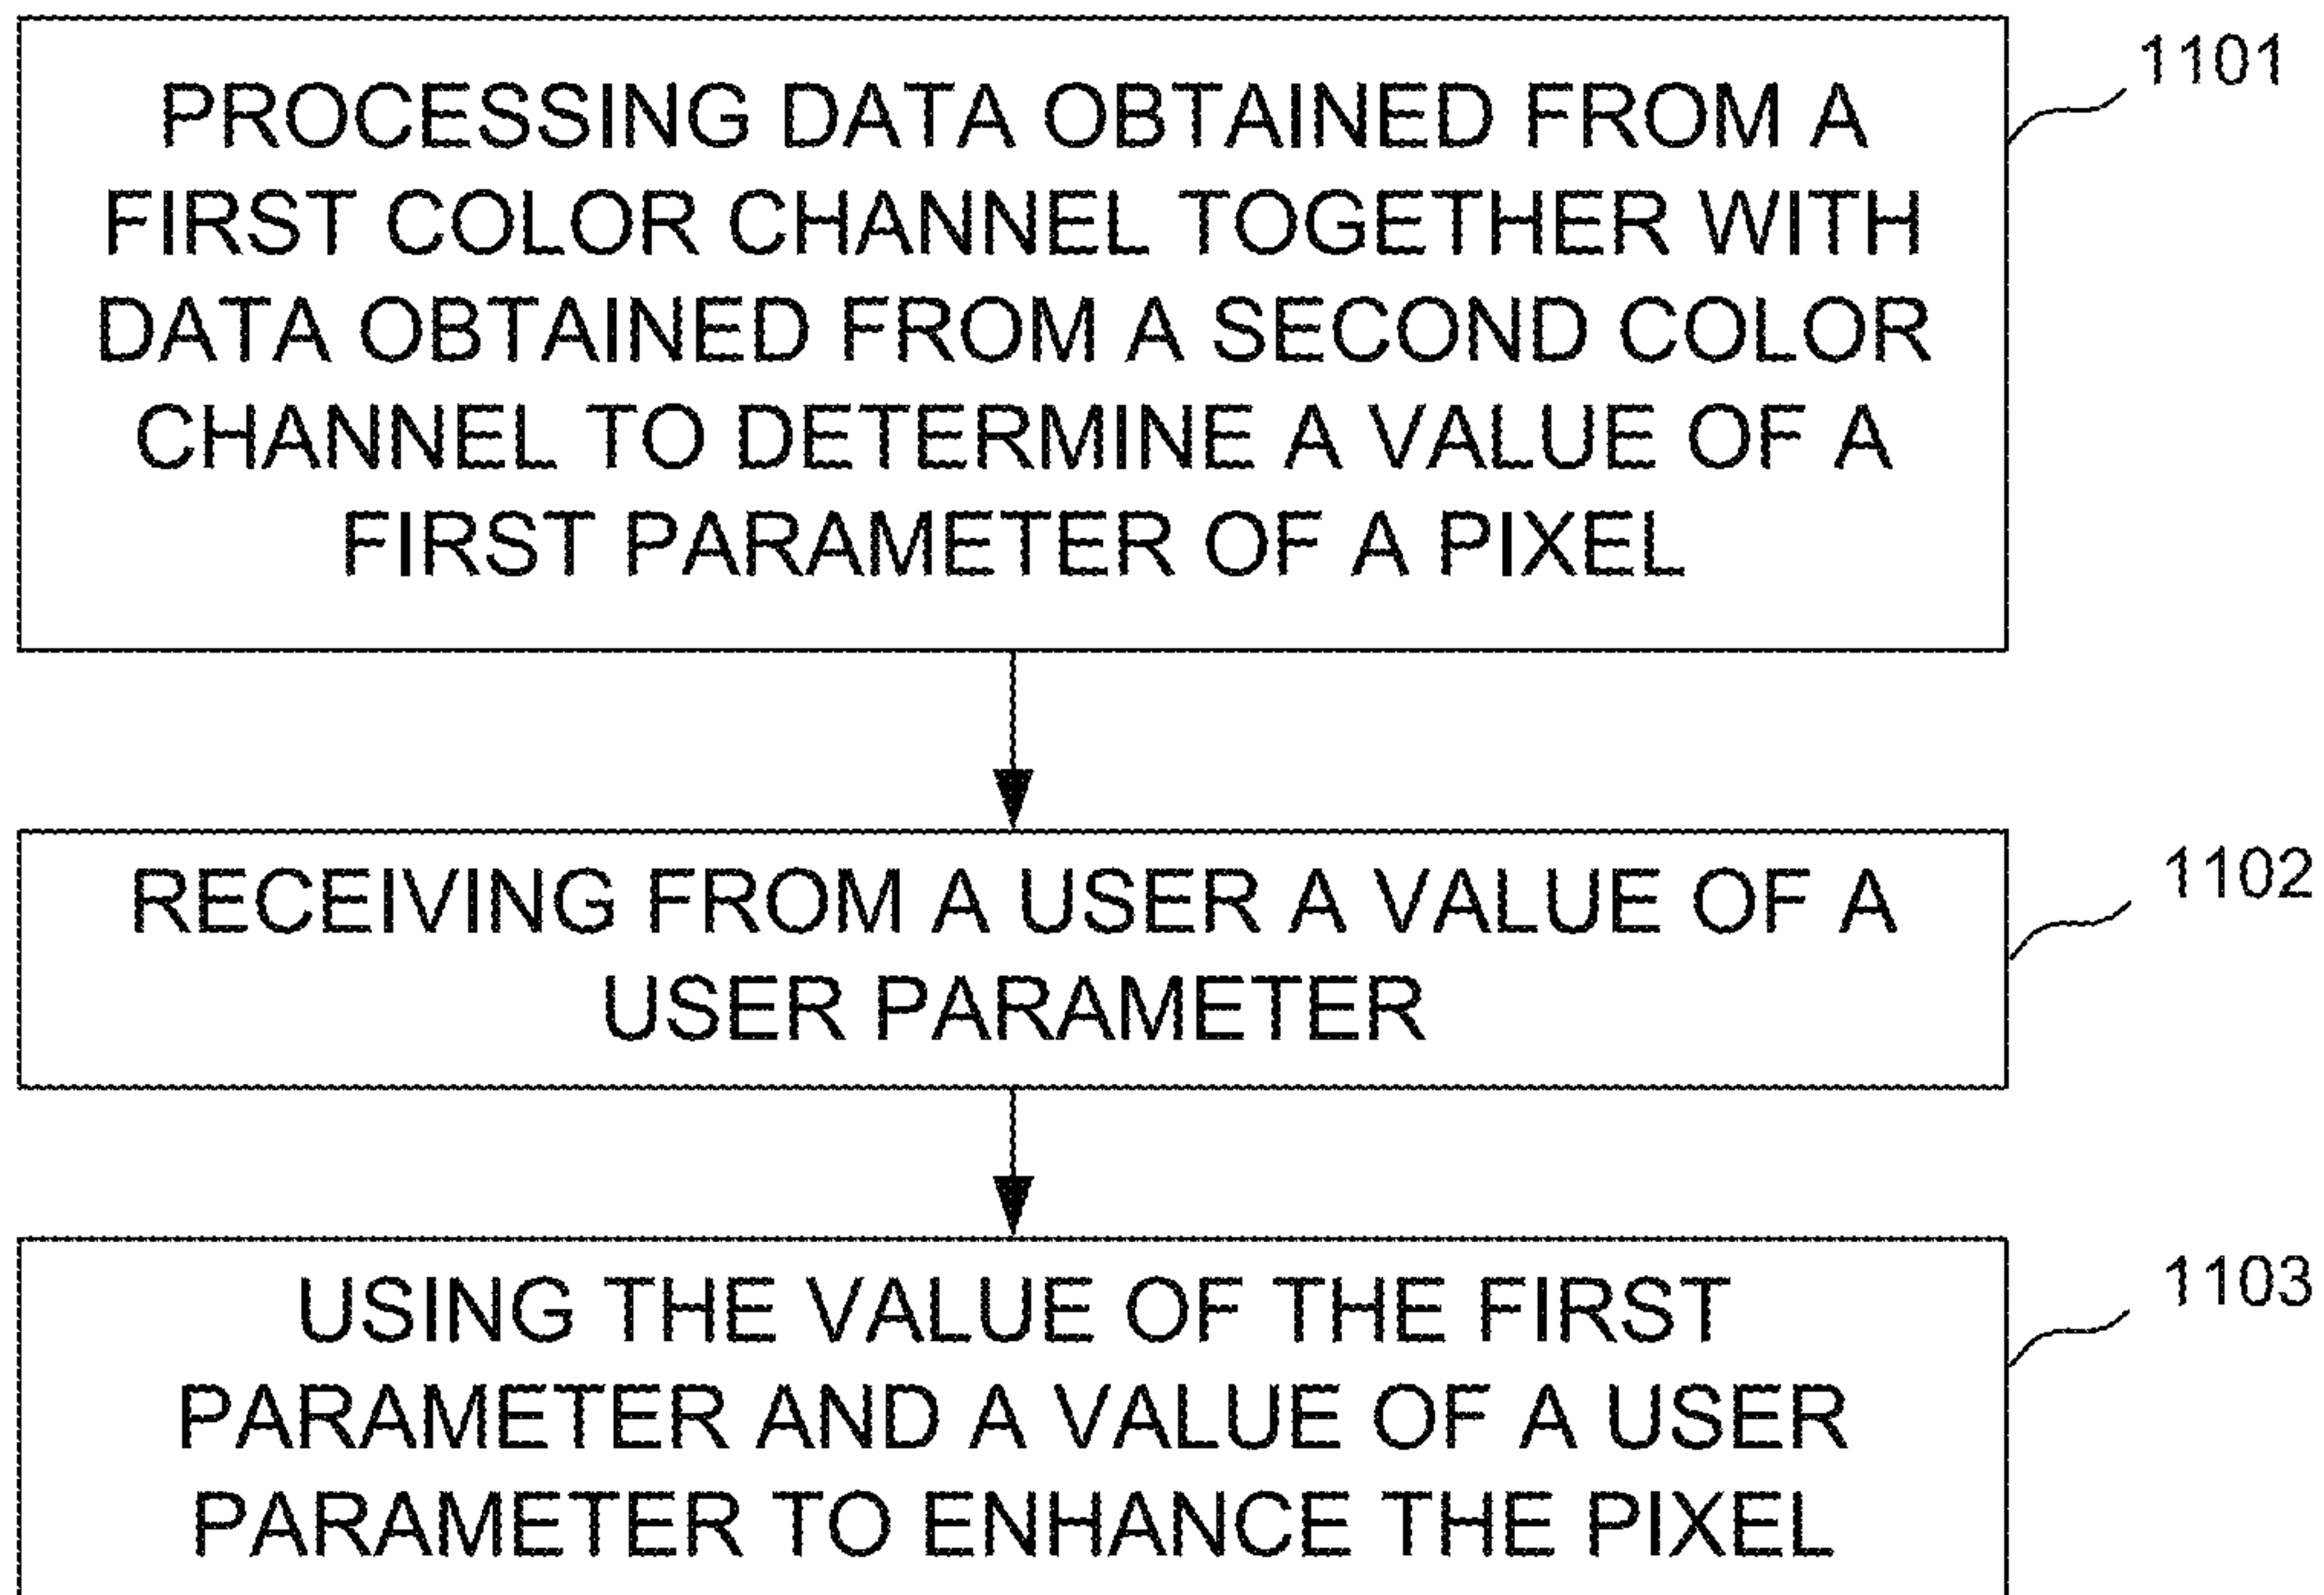 1101
PROCESSING DATA OBTAINED FROM A
FIRST COLOR CHANNEL TOGETHER WITH
DATA OBTAINED FROM A SECOND COLOR
CHANNEL TO DETERMINE A VALUE OF A
FIRST PARAMETER OF A PIXEL
1102
RECEIVING FROM A USER A VALUE OF A
USER PARAMETER
1103
USING THE VALUE OF THE FIRST
PARAMETER AND A VALUE OF A USER
PARAMETER TO ENHANCE THE PIXEL